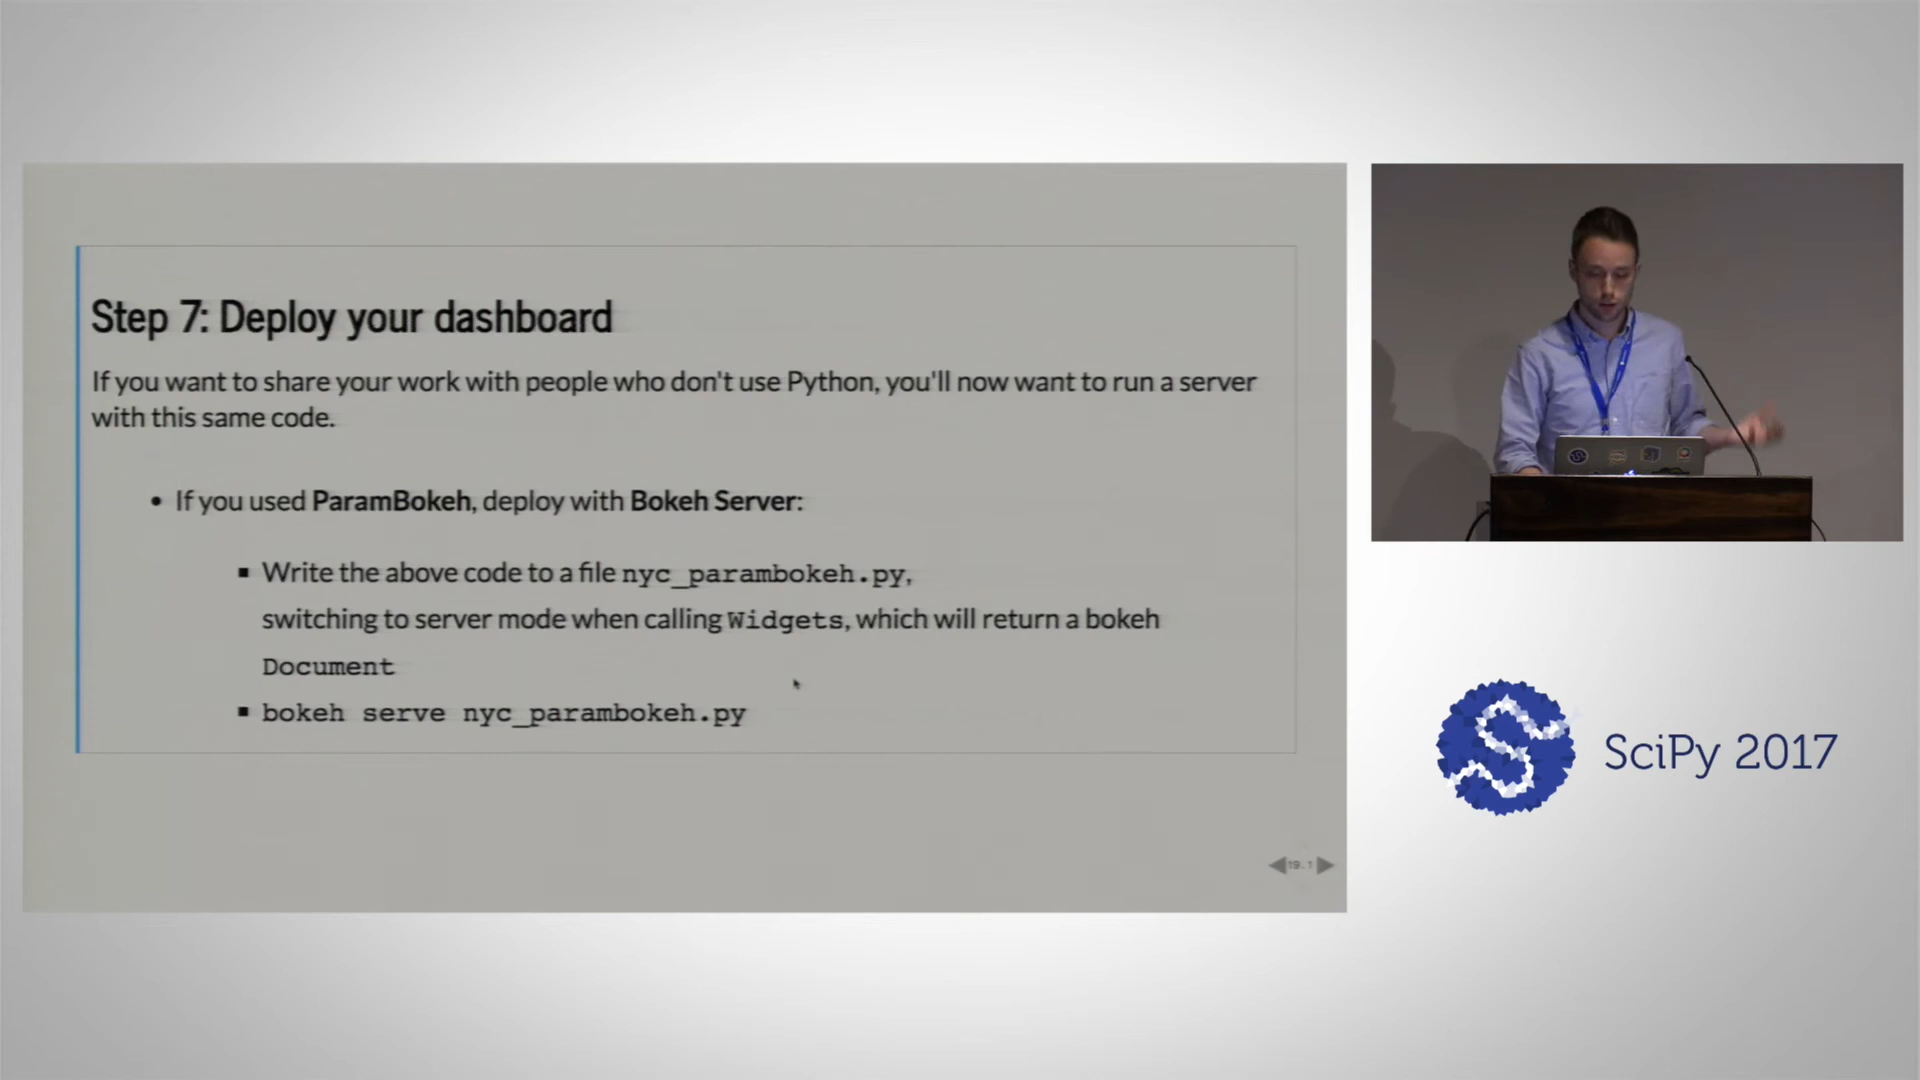 Step 7: Deploy your dashboard
If you want to share your work with people who don't use Python, you'll now want to run a server
with this same code.
• If you used ParamBokeh, deploy with Bokeh Server:
▪ Write the above code to a file nyc_parambokeh.py,
switching to server mode when calling Widgets, which will return a bokeh
Document
▪ bokeh serve nyc_parambokeh.py
19.1
SciPy 2017